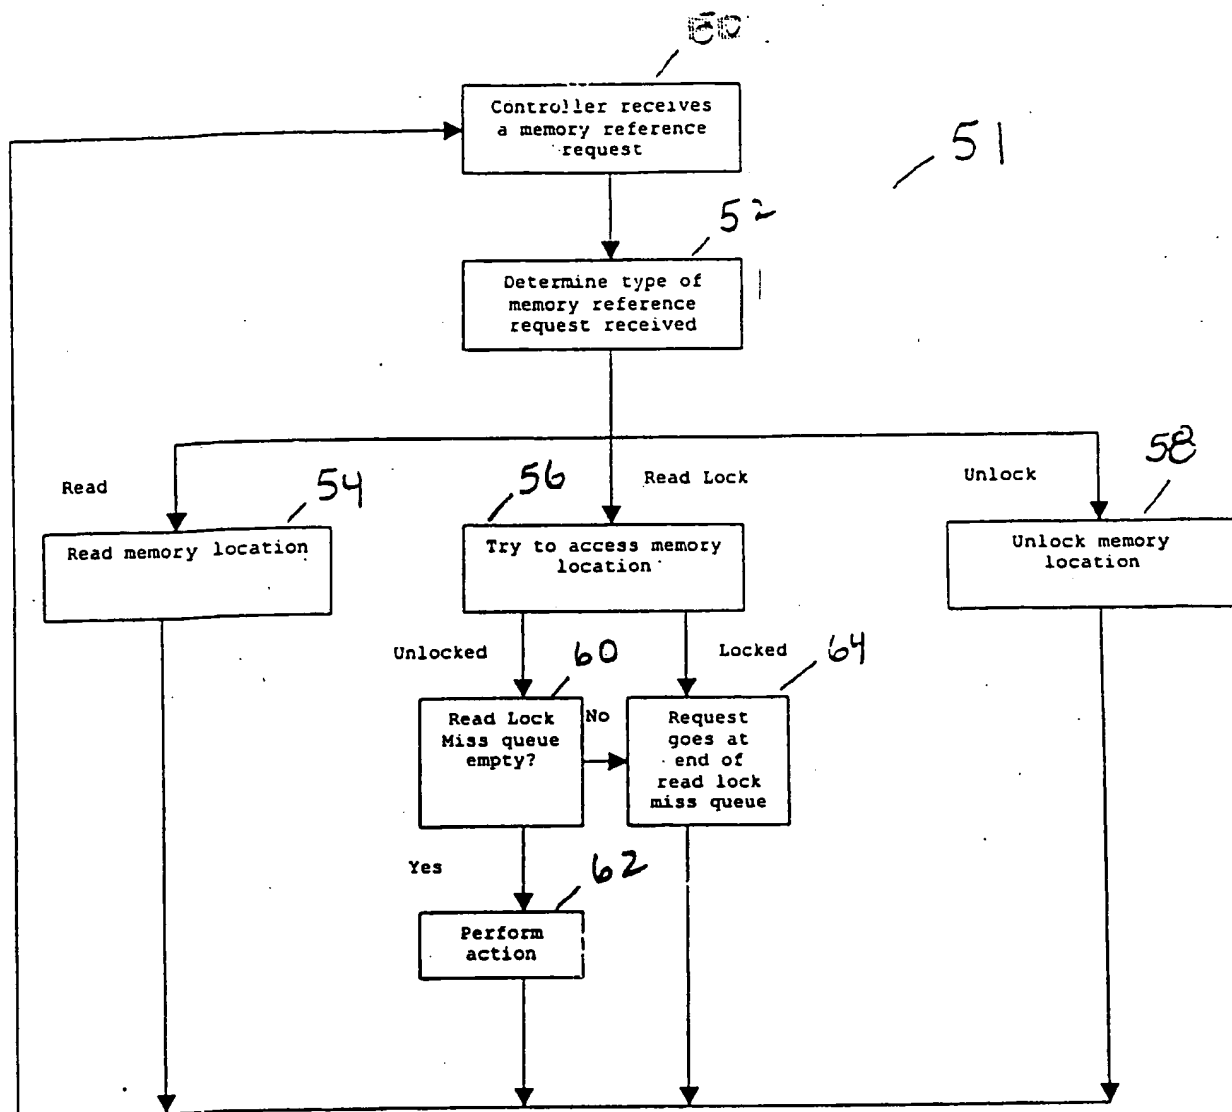 Controller receives
a memory reference
request
51
52
Determine type of
memory reference
request received
Read
54
56
Read Lock
Unlock
58
Read memory location
Try to access memory
location
Unlock memory
location
Unlocked
60
Locked
64
Read Lock
Miss queue
empty?
No
Request
goes at
end of
read lock
miss queue
Yes
62
Perform
action